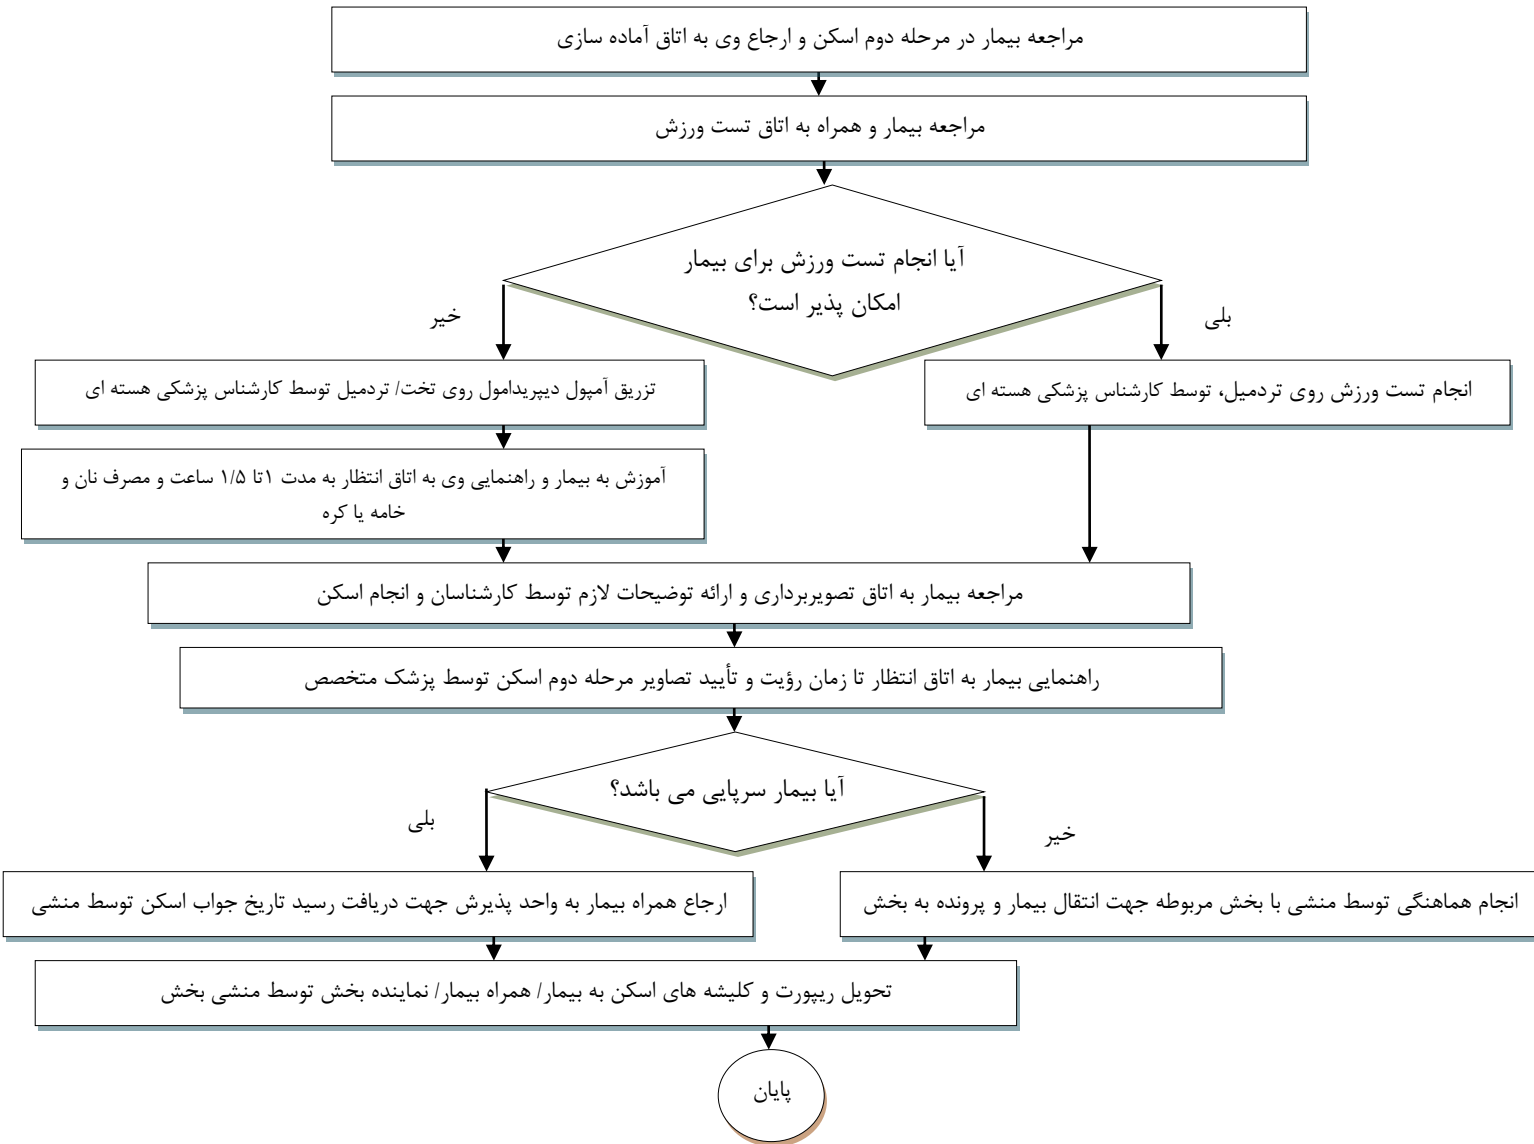 مراجعه بیمار در مرحله دوم اسکن و ارجاع وی به اتاق آماده سازی
مراجعه بیمار و همراه به اتاق تست ورزش
آیا انجام تست ورزش برای بیمار
امکان پذیر است؟
بلی
خیر
انجام تست ورزش روی تردمیل، توسط کارشناس پزشکی هسته ای
تزریق آمپول دیپریدامول روی تخت/ تردمیل توسط کارشناس پزشکی هسته ای
آموزش به بیمار و راهنمایی وی به اتاق انتظار به مدت ۱تا ۱/۵ ساعت و مصرف نان و
خامه یا کره
مراجعه بیمار به اتاق تصویربرداری و ارائه توضیحات لازم توسط کارشناسان و انجام اسکن
راهنمایی بیمار به اتاق انتظار تا زمان رؤیت و تأیید تصاویر مرحله دوم اسکن توسط پزشک متخصص
آیا بیمار سرپایی می باشد؟
خیر
بلی
انجام هماهنگی توسط منشی با بخش مربوطه جهت انتقال بیمار و پرونده به بخش
ارجاع همراه بیمار به واحد پذیرش جهت دریافت رسید تاریخ جواب اسکن توسط منشی
تحویل ریپورت و کلیشه های اسکن به بیمار/ همراه بیمار/ نماینده بخش توسط منشی بخش
پایان